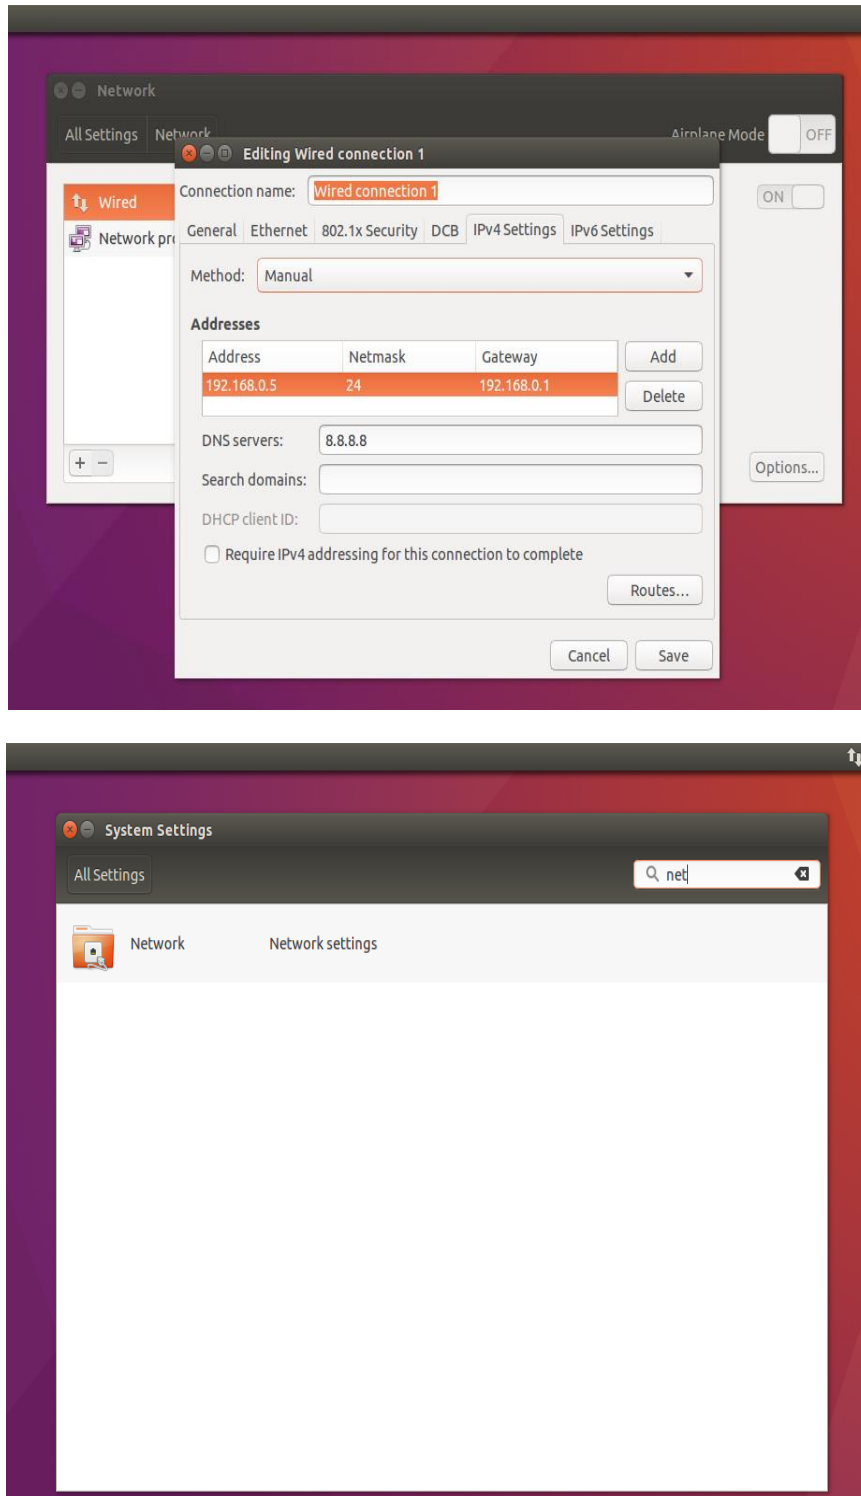 Network
All Settings Network Airplane Mode OFF
Editing Wired connection 1
Connection name: Wired connection 1
Wired ON
Network pro
General Ethernet 802.1x Security DCB IPv4 Settings IPv6 Settings
Method: Manual
Addresses
Address Netmask Gateway Add
192.168.0.5 24 192.168.0.1
Delete
DNS servers: 8.8.8.8
+ - Options...
Search domains:
DHCP client ID:
Require IPv4 addressing for this connection to complete
Routes...
Cancel Save
System Settings
All Settings net
Network Network settings